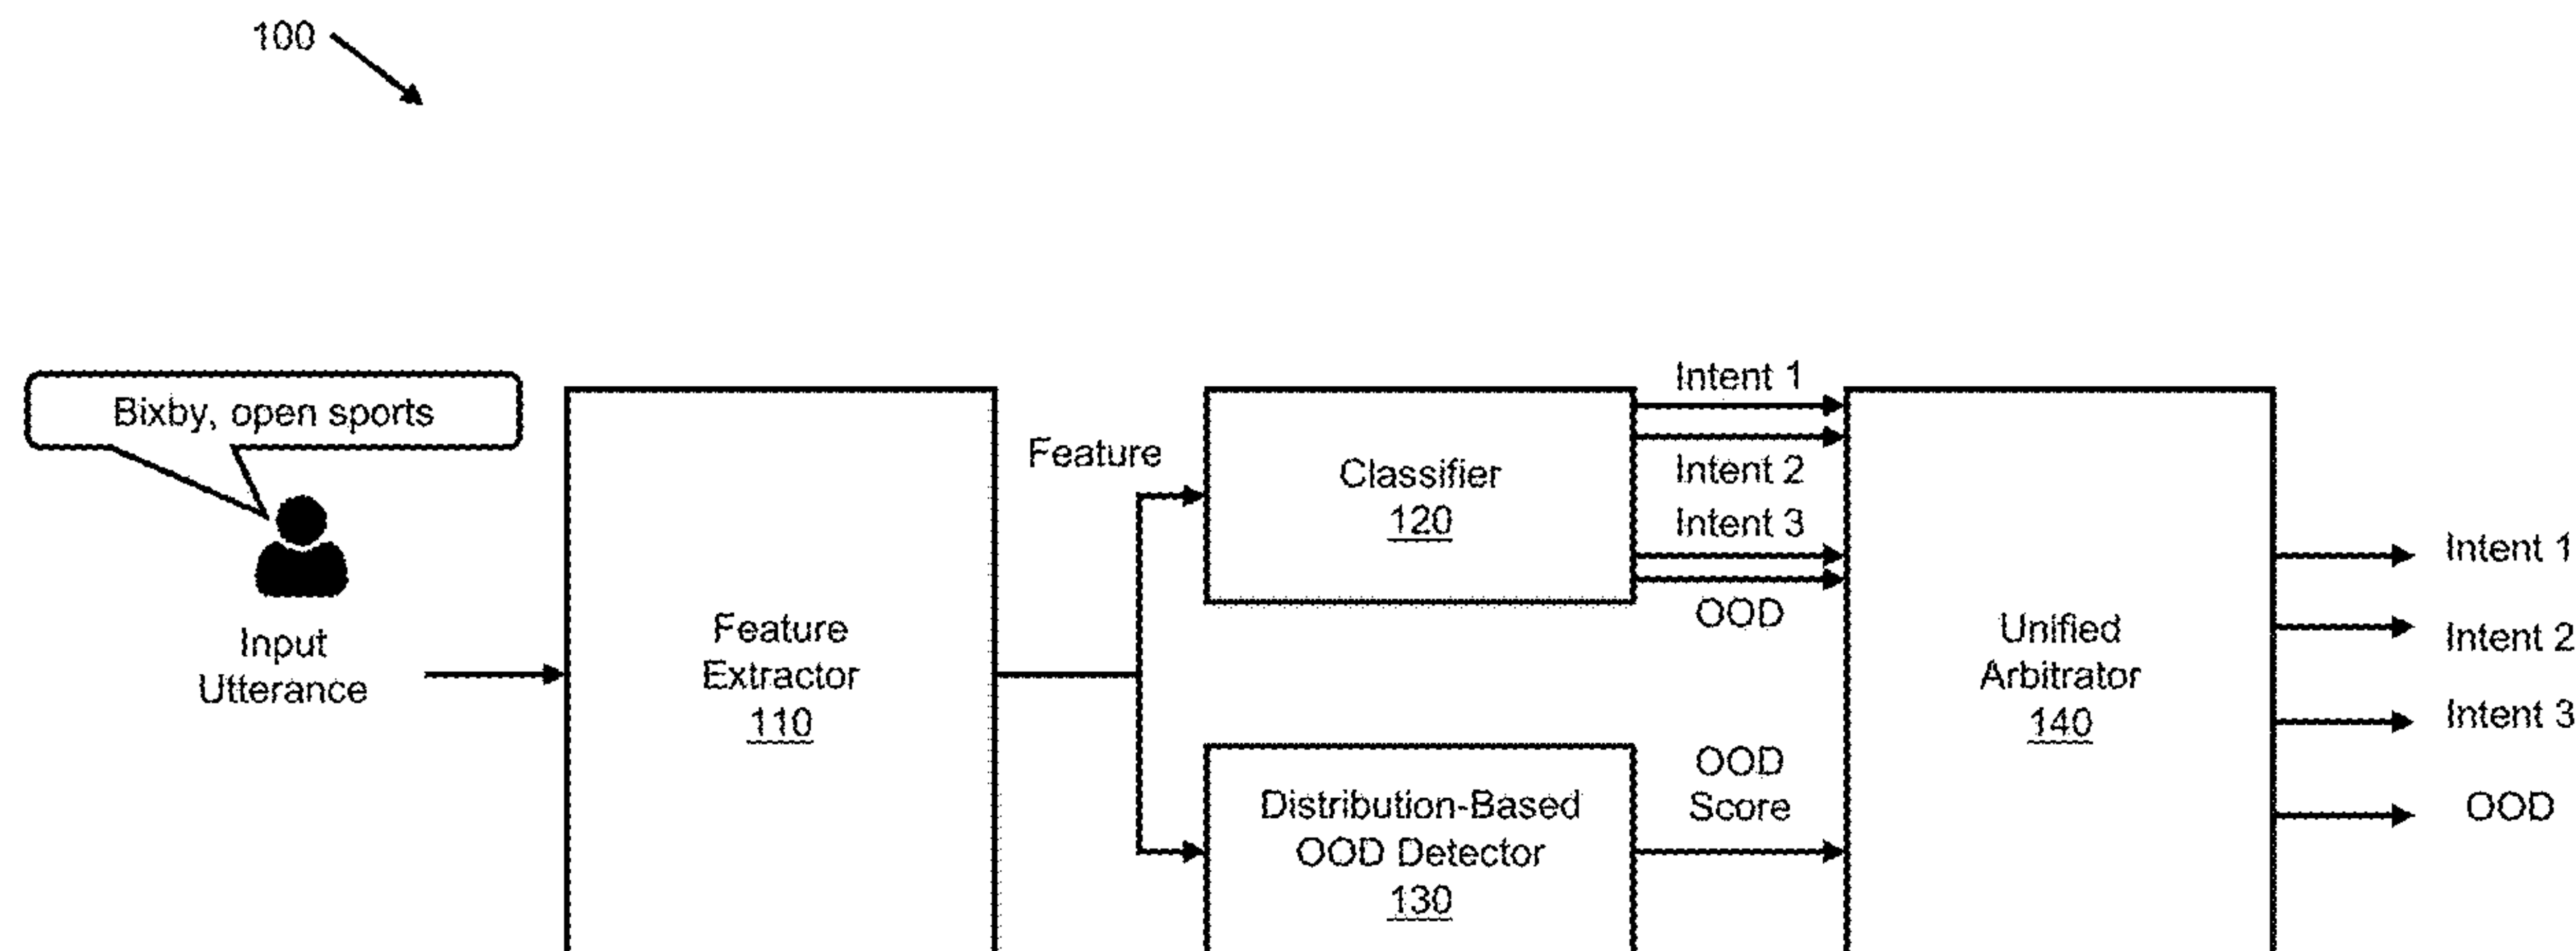 100
Bixby, open sports
Input
Utterance
Feature
Extractor
110
Feature
Classifier
120
Intent 1
Intent 2
Intent 3
OOD
Distribution-Based
OOD Detector
130
OOD
Score
Unified
Arbitrator
140
Intent 1
Intent 2
Intent 3
OOD